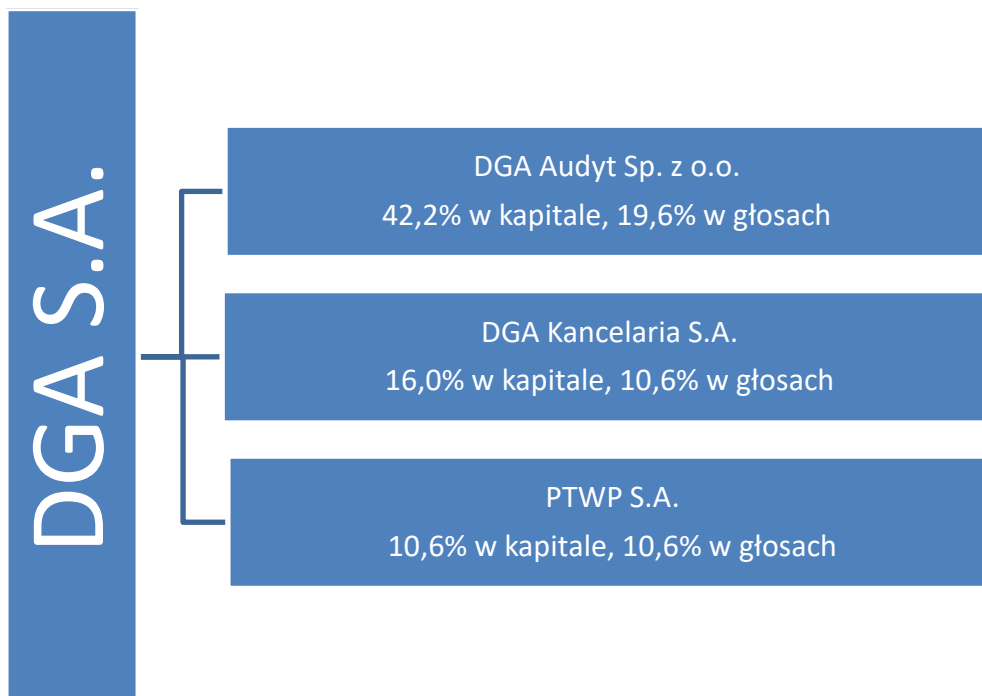 DGA S.A.
DGA Audyt Sp. z o.o.
42,2% w kapitale, 19,6% w głosach
DGA Kancelaria S.A.
16,0% w kapitale, 10,6% w głosach
PTWP S.A.
10,6% w kapitale, 10,6% w głosach